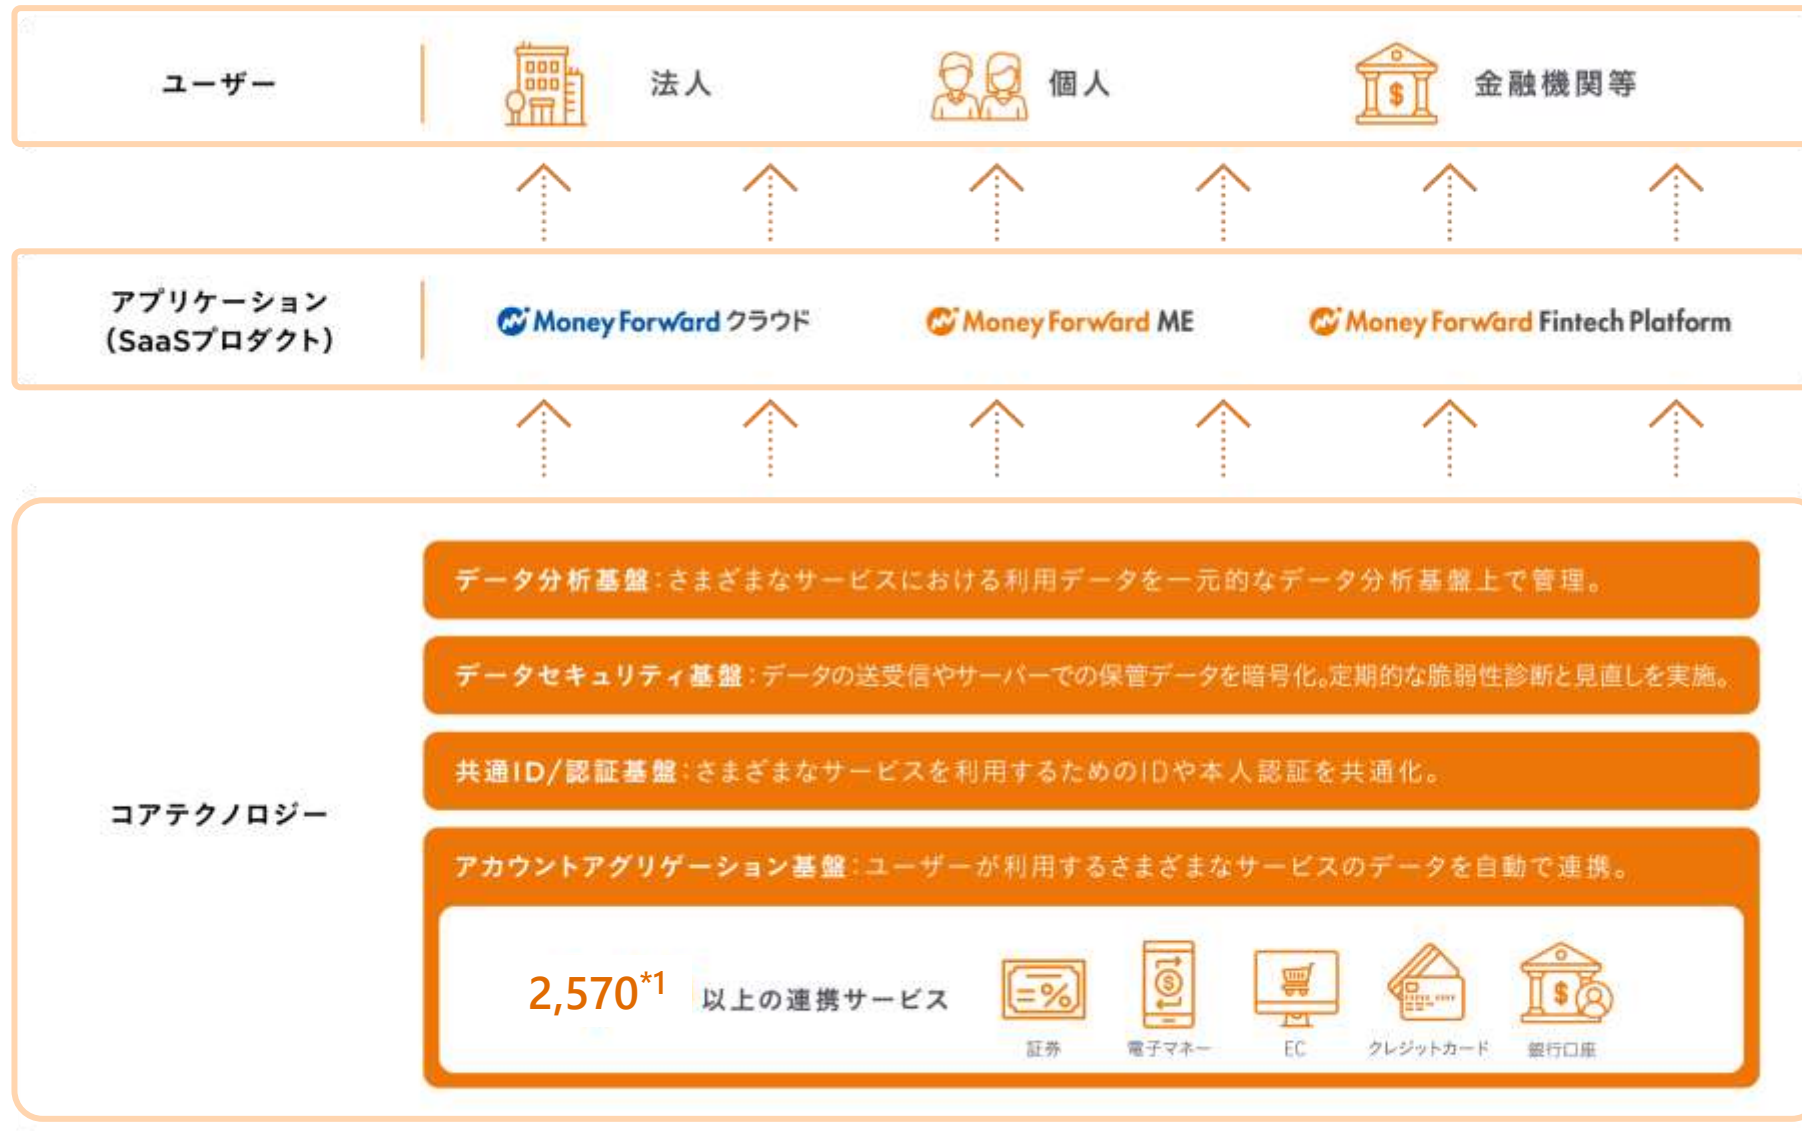 ユーザー
法人
個人
金融機関等
アプリケーション
(SaaSプロダクト)
Money Forward クラウド
Money Forward ME
Money Forward Fintech Platform
コアテクノロジー
データ分析基盤：さまざまなサービスにおける利用データを一元的なデータ分析基盤上で管理。
データセキュリティ基盤：データの送受信やサーバーでの保管データを暗号化。定期的な脆弱性診断と見直しを実施。
共通ID/認証基盤：さまざまなサービスを利用するためのIDや本人認証を共通化。
アカウントアグリゲーション基盤：ユーザーが利用するさまざまなサービスのデータを自動で連携。
2,570*1 以上の連携サービス
証券
電子マネー
EC
クレジットカード
銀行口座